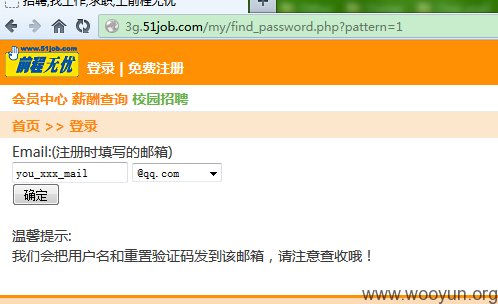 招聘,找工作,求职,上前程无忧
3g.51job.com/my/find_password.php?pattern=1
www.51job.com
前程无忧 登录 | 免费注册
会员中心 薪酬查询 校园招聘
首页 >> 登录
Email:(注册时填写的邮箱)
you_xxx_mail @qq.com
确定
温馨提示:
我们会把用户名和重置验证码发到该邮箱，请注意查收哦！
www.wooyun.org